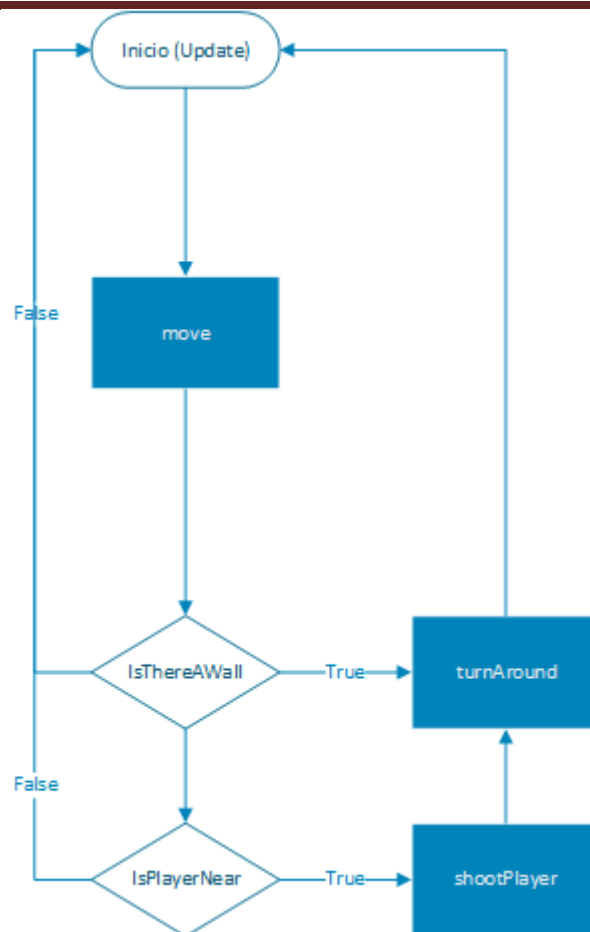 Inicio (Update)
False
move
IsThereAWall
True
turnAround
False
IsPlayerNear
True
shootPlayer